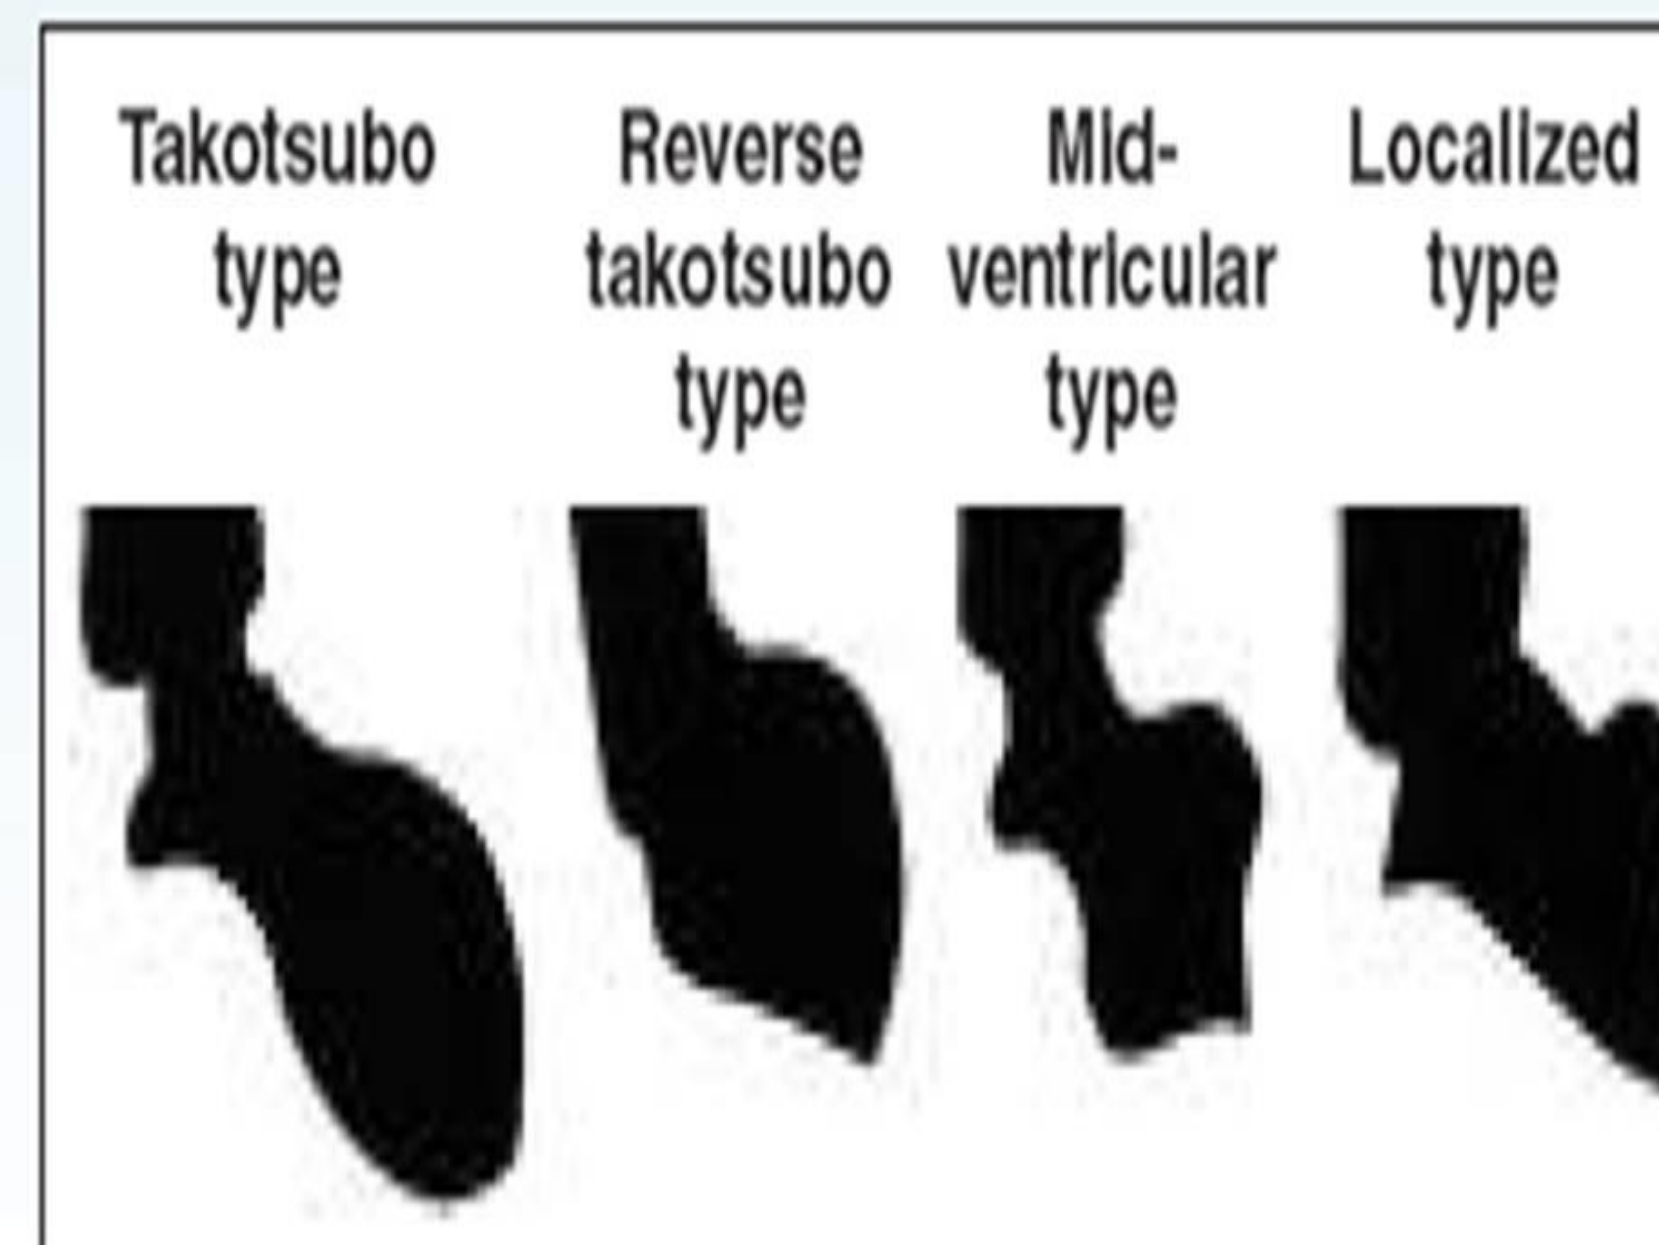 Takotsubo
type
Reverse
takotsubo
type
Mid-
ventricular
type
Localized
type